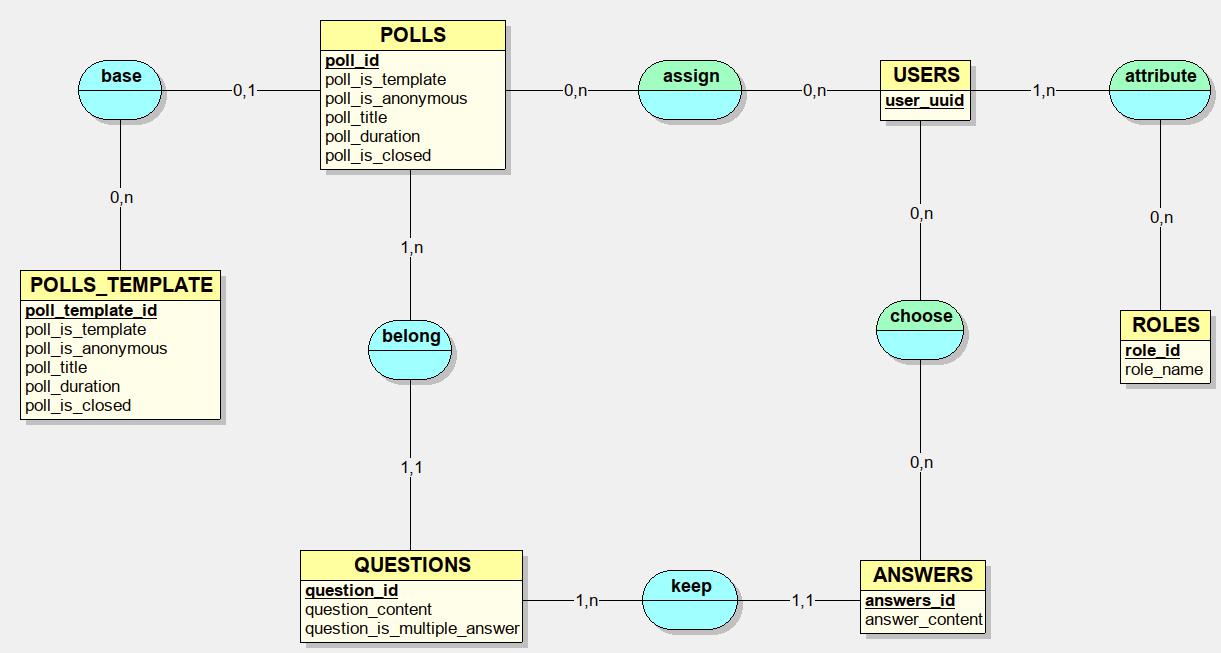 POLLS
poll_id
poll_is_template
poll_is_anonymous
poll_title
poll_duration
poll_is_closed
base
0,1
0,n
assign
0,n
USERS
user_uuid
1,n
attribute
0,n
POLLS_TEMPLATE
poll_template_id
poll_is_template
poll_is_anonymous
poll_title
poll_duration
poll_is_closed
1,n
belong
1,1
0,n
choose
0,n
0,n
ROLES
role_id
role_name
QUESTIONS
question_id
question_content
question_is_multiple_answer
1,n
keep
1,1
ANSWERS
answers_id
answer_content